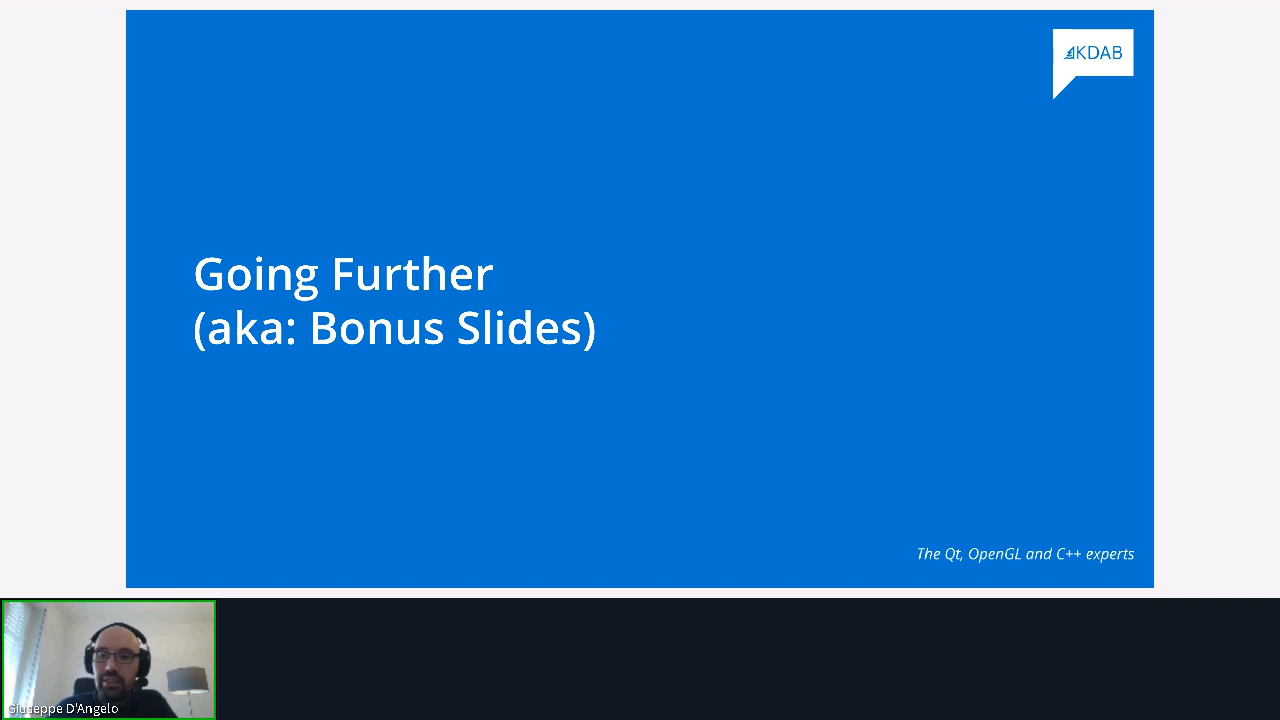 KDAB
Going Further
(aka: Bonus Slides)
The Qt, OpenGL and C++ experts
Giuseppe D'Angelo